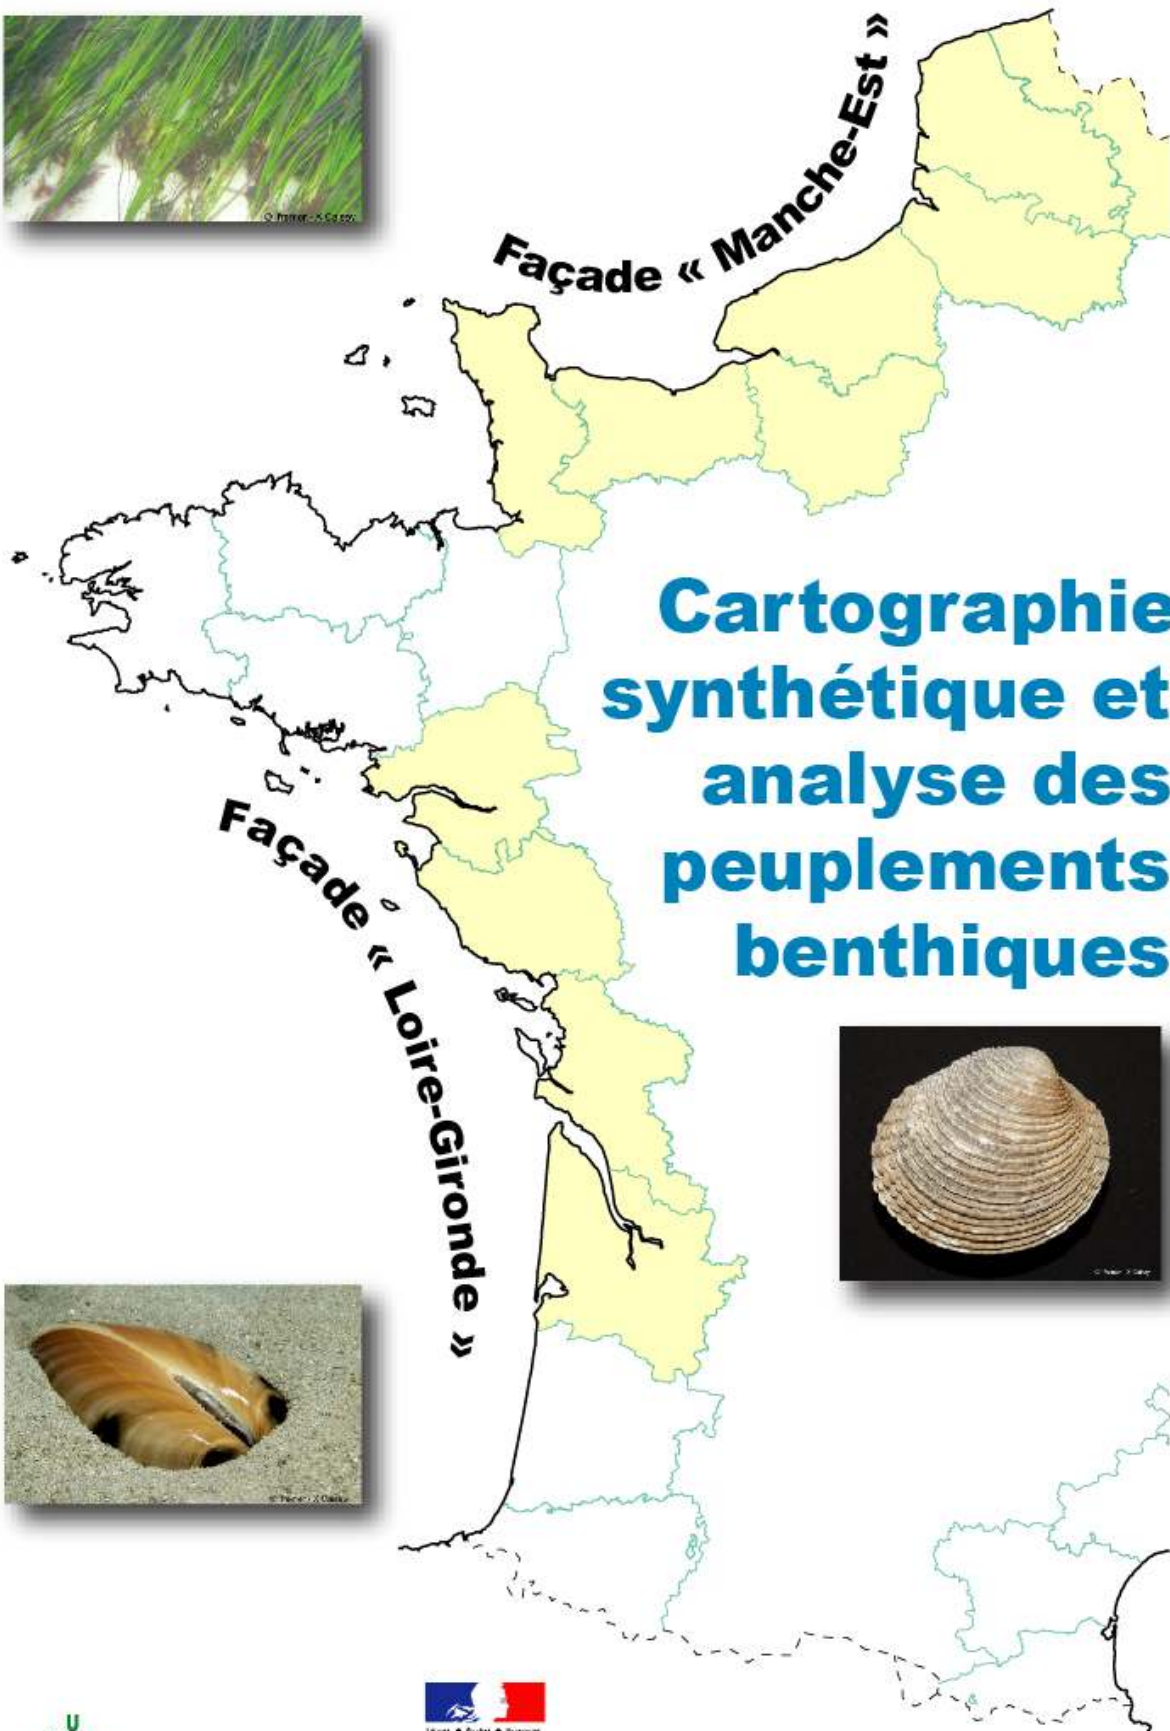 Façade « Manche-Est »
Cartographie
synthétique et
analyse des
peuplements
benthiques
Façade « Loire-Gironde »
U